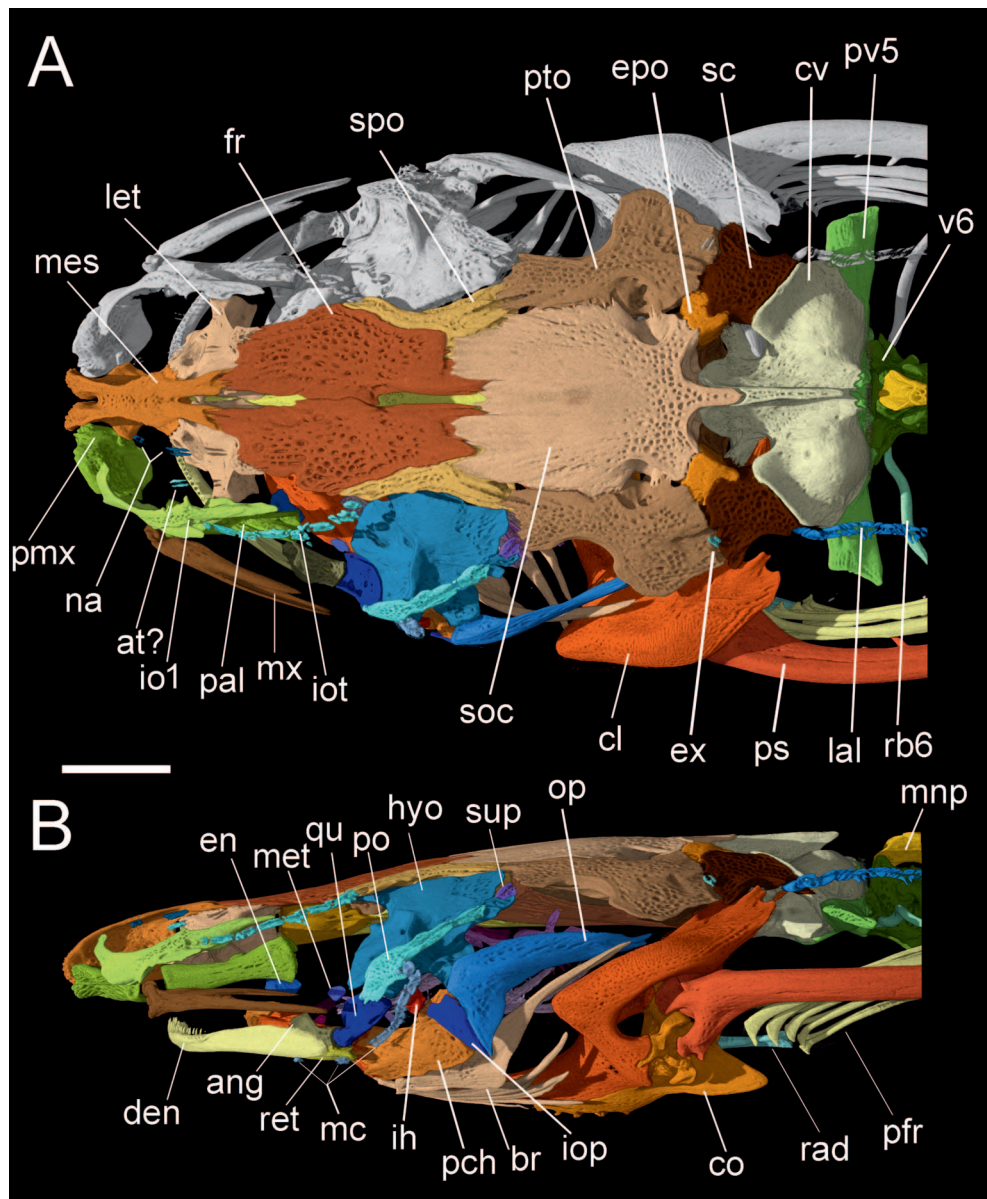 A
pv5
epo
sc
cv
pto
spo
fr
let
v6
mes
pmx
na
at?
io1
pal
mx
iot
soc
cl
ex
ps
lal
rb6
B
op
mnp
hyo
sup
qu
po
en
met
ang
den
ret
mc
ih
pch
br
iop
co
rad
pfr